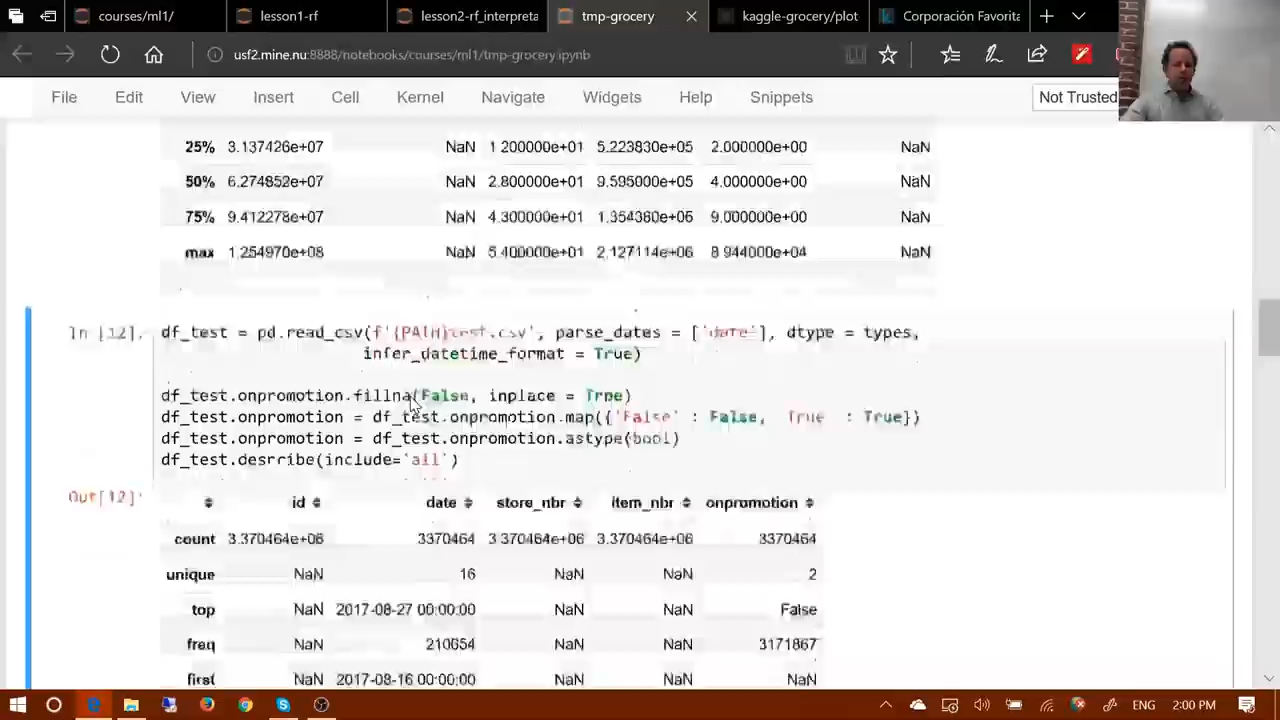 courses/ml1/ lesson1-rf lesson2-rf_interpreta tmp-grocery kaggle-grocery/plot Corporación Favorita
usf2.mine.nu:8888/notebooks/courses/ml1/tmp-grocery.ipynb
File Edit View Insert Cell Kernel Navigate Widgets Help Snippets Not Trusted
25% 3.137426e+07 NaN 1.200000e+01 5.223830e+05 2.000000e+00 NaN
50% 6.274852e+07 NaN 2.800000e+01 9.595000e+05 4.000000e+00 NaN
75% 9.412278e+07 NaN 4.300000e+01 1.354380e+06 9.000000e+00 NaN
max 1.254970e+08 NaN 5.400000e+01 2.127114e+06 8.944000e+04 NaN
In [12]: df_test = pd.read_csv(f'{PATH}test.csv', parse_dates = ['date'], dtype = types,
infer_datetime_format = True)
df_test.onpromotion.fillna(False, inplace = True)
df_test.onpromotion = df_test.onpromotion.map({'False' : False, 'True' : True})
df_test.onpromotion = df_test.onpromotion.astype(bool)
df_test.describe(include='all')
Out[12]: id date store_nbr item_nbr onpromotion
count 3.370464e+06 3370464 3.370464e+06 3.370464e+06 3370464
unique NaN 16 NaN NaN 2
top NaN 2017-08-27 00:00:00 NaN NaN False
freq NaN 210654 NaN NaN 3171867
first NaN 2017-08-16 00:00:00 NaN NaN NaN
ENG 2:00 PM